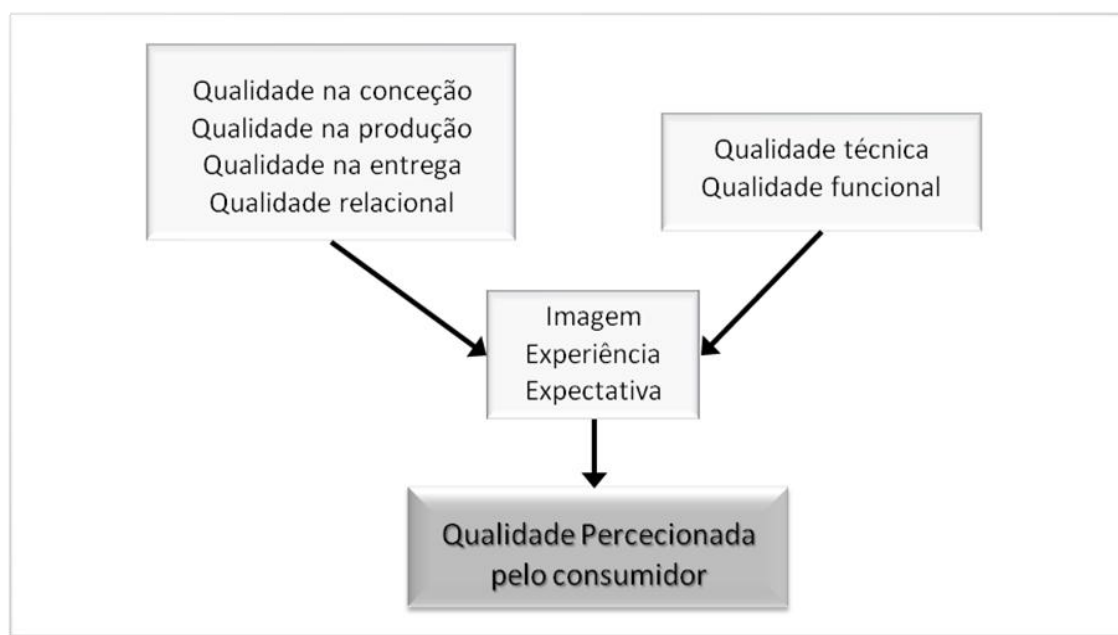 Qualidade na conceção
Qualidade na produção
Qualidade na entrega
Qualidade relacional
Qualidade técnica
Qualidade funcional
Imagem
Experiência
Expectativa
Qualidade Percecionada
pelo consumidor